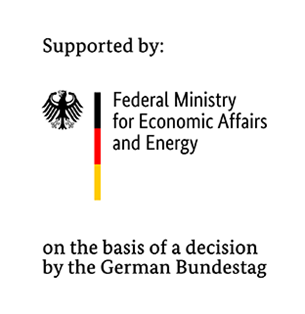 Supported by:
Federal Ministry
for Economic Affairs
and Energy
on the basis of a decision
by the German Bundestag